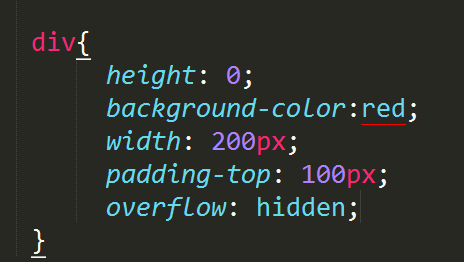 div{
height: 0;
background-color:red;
width: 200px;
padding-top: 100px;
overflow: hidden;
}